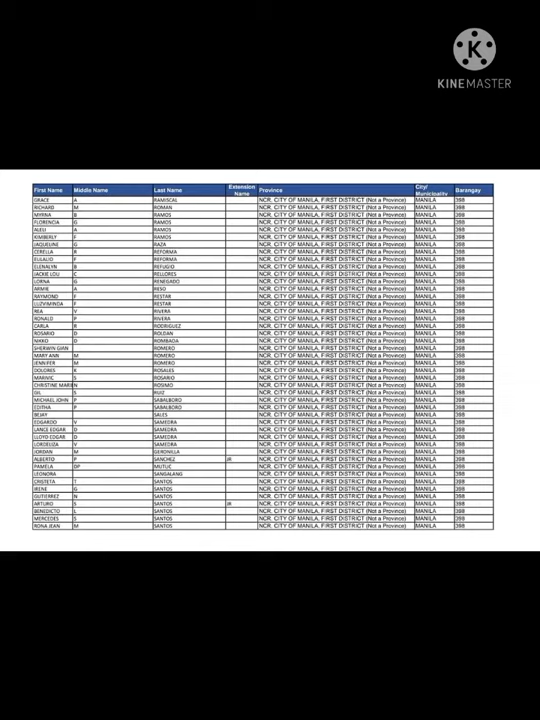 KINEMASTER
First Name Middle Name Last Name Extension Name Province City/ Municipality Barangay
GRACE A RAMISCAL NCR, CITY OF MANILA, FIRST DISTRICT (Not a Province) MANILA 398
RICHARD M ROMAN NCR, CITY OF MANILA, FIRST DISTRICT (Not a Province) MANILA 398
MYRNA B RAMOS NCR, CITY OF MANILA, FIRST DISTRICT (Not a Province) MANILA 398
FLORENCIA G RAMOS NCR, CITY OF MANILA, FIRST DISTRICT (Not a Province) MANILA 398
ALELI A RAMOS NCR, CITY OF MANILA, FIRST DISTRICT (Not a Province) MANILA 398
KIMBERLY F RAMOS NCR, CITY OF MANILA, FIRST DISTRICT (Not a Province) MANILA 398
JAQUELINE G RAZA NCR, CITY OF MANILA, FIRST DISTRICT (Not a Province) MANILA 398
CERELLA R REFORMA NCR, CITY OF MANILA, FIRST DISTRICT (Not a Province) MANILA 398
EULALIO P REFORMA NCR, CITY OF MANILA, FIRST DISTRICT (Not a Province) MANILA 398
ELENALYN B REFUGIO NCR, CITY OF MANILA, FIRST DISTRICT (Not a Province) MANILA 398
JACKIE LOU C RELLORES NCR, CITY OF MANILA, FIRST DISTRICT (Not a Province) MANILA 398
LORNA G RENEGADO NCR, CITY OF MANILA, FIRST DISTRICT (Not a Province) MANILA 398
ARMIE A RESO NCR, CITY OF MANILA, FIRST DISTRICT (Not a Province) MANILA 398
RAYMOND F RESTAR NCR, CITY OF MANILA, FIRST DISTRICT (Not a Province) MANILA 398
LUZVIMINDA F RESTAR NCR, CITY OF MANILA, FIRST DISTRICT (Not a Province) MANILA 398
REA V RIVERA NCR, CITY OF MANILA, FIRST DISTRICT (Not a Province) MANILA 398
RONALD P RIVERA NCR, CITY OF MANILA, FIRST DISTRICT (Not a Province) MANILA 398
CARLA B RODRIGUEZ NCR, CITY OF MANILA, FIRST DISTRICT (Not a Province) MANILA 398
ROSARIO D ROLDAN NCR, CITY OF MANILA, FIRST DISTRICT (Not a Province) MANILA 398
NIKKO D ROMBADA NCR, CITY OF MANILA, FIRST DISTRICT (Not a Province) MANILA 398
SHERWIN GIAN ROMERO NCR, CITY OF MANILA, FIRST DISTRICT (Not a Province) MANILA 398
MARY ANN M ROMERO NCR, CITY OF MANILA, FIRST DISTRICT (Not a Province) MANILA 398
JENNIFER M ROMERO NCR, CITY OF MANILA, FIRST DISTRICT (Not a Province) MANILA 398
DOLORES K ROSALES NCR, CITY OF MANILA, FIRST DISTRICT (Not a Province) MANILA 398
MARIVIC S ROSARIO NCR, CITY OF MANILA, FIRST DISTRICT (Not a Province) MANILA 398
CHRISTINE MARIE N ROSIMO NCR, CITY OF MANILA, FIRST DISTRICT (Not a Province) MANILA 398
GIL S RUIZ NCR, CITY OF MANILA, FIRST DISTRICT (Not a Province) MANILA 398
MICHAEL JOHN P SABALBORO NCR, CITY OF MANILA, FIRST DISTRICT (Not a Province) MANILA 398
EDITHA P SABALBORO NCR, CITY OF MANILA, FIRST DISTRICT (Not a Province) MANILA 398
BEJAY J SALES NCR, CITY OF MANILA, FIRST DISTRICT (Not a Province) MANILA 398
EDGARDO V SAMEDRA NCR, CITY OF MANILA, FIRST DISTRICT (Not a Province) MANILA 398
LANCE EDGAR D SAMEDRA NCR, CITY OF MANILA, FIRST DISTRICT (Not a Province) MANILA 398
LLOYD EDGAR D SAMEDRA NCR, CITY OF MANILA, FIRST DISTRICT (Not a Province) MANILA 398
LORDELIZA V SAMEDRA NCR, CITY OF MANILA, FIRST DISTRICT (Not a Province) MANILA 398
JORDAN M GERONILLA NCR, CITY OF MANILA, FIRST DISTRICT (Not a Province) MANILA 398
ALBERTO P SANCHEZ JR NCR, CITY OF MANILA, FIRST DISTRICT (Not a Province) MANILA 398
PAMELA DP MUTUC NCR, CITY OF MANILA, FIRST DISTRICT (Not a Province) MANILA 398
LEONORA SANGALANG NCR, CITY OF MANILA, FIRST DISTRICT (Not a Province) MANILA 398
CRISTETA T SANTOS NCR, CITY OF MANILA, FIRST DISTRICT (Not a Province) MANILA 398
IRENE G SANTOS NCR, CITY OF MANILA, FIRST DISTRICT (Not a Province) MANILA 398
GUTIERREZ N SANTOS NCR, CITY OF MANILA, FIRST DISTRICT (Not a Province) MANILA 398
ARTURO S SANTOS JR NCR, CITY OF MANILA, FIRST DISTRICT (Not a Province) MANILA 398
BENEDICTO L SANTOS NCR, CITY OF MANILA, FIRST DISTRICT (Not a Province) MANILA 398
MERCEDES S SANTOS NCR, CITY OF MANILA, FIRST DISTRICT (Not a Province) MANILA 398
RONA JEAN M SANTOS NCR, CITY OF MANILA, FIRST DISTRICT (Not a Province) MANILA 398